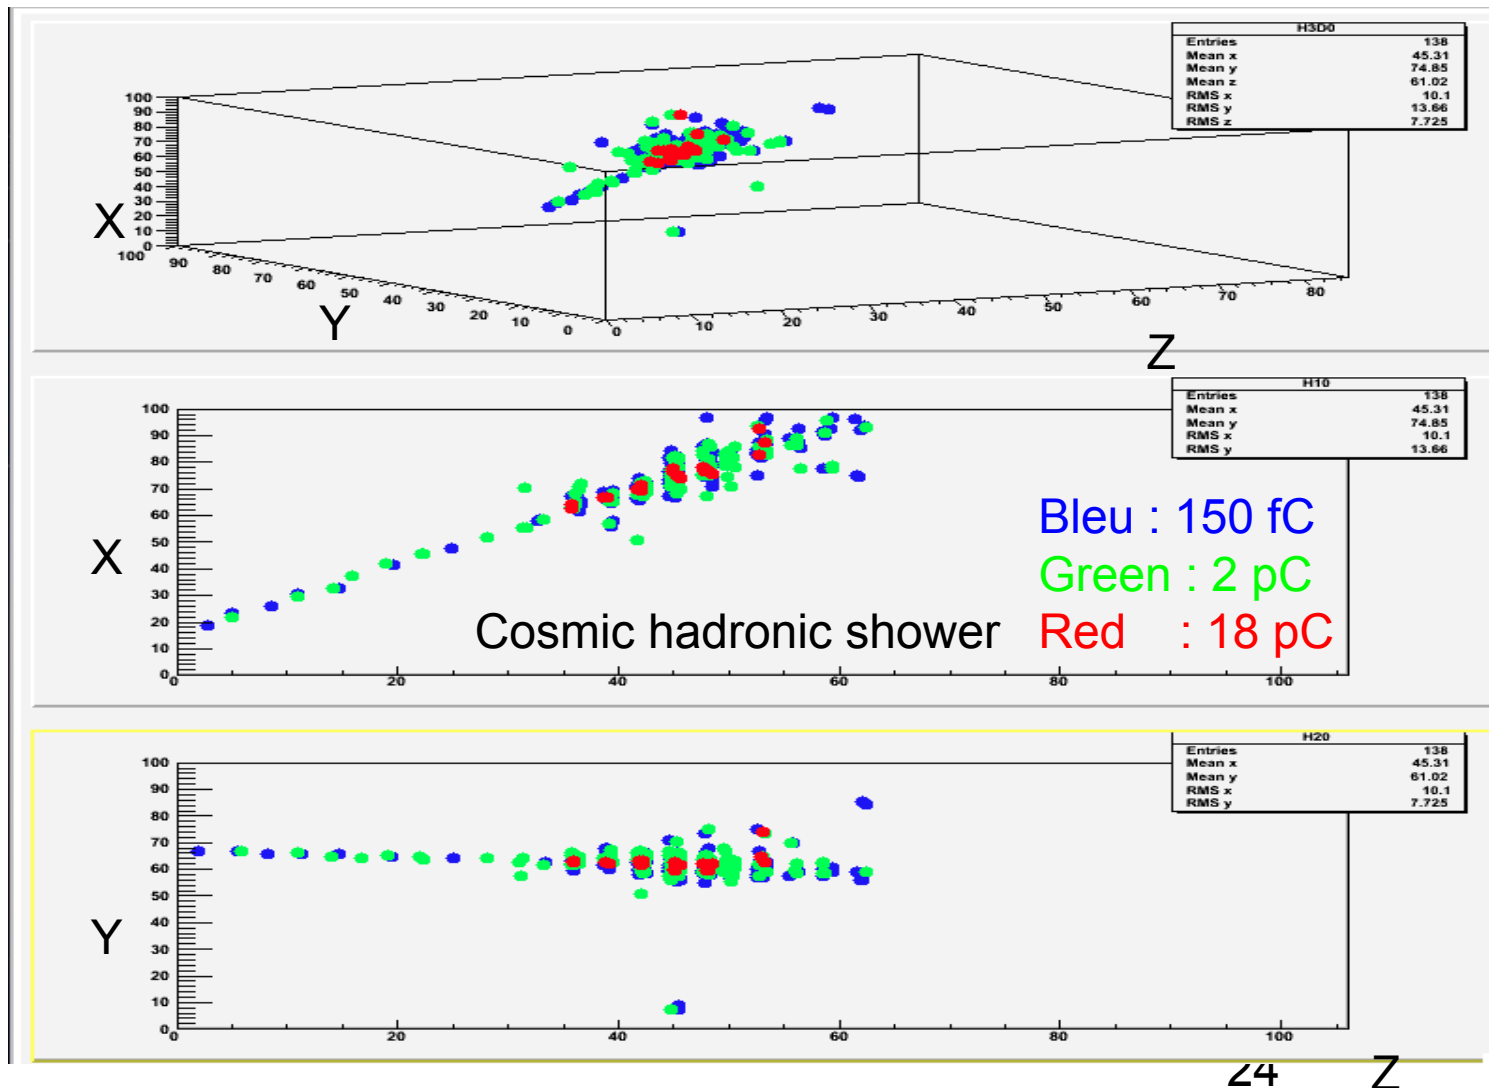 H3D0
Entries 138
Mean x 45.31
Mean y 74.85
Mean z 61.02
RMS x 10.1
RMS y 13.66
RMS z 7.725
100
90
80
70
60
50
40
30
20
10
0
X
100 90 80 70 60 50 40 30 20 10 0
Y
0 10 20 30 40 50 60 70 80
Z
H10
Entries 138
Mean x 45.31
Mean y 74.85
RMS x 10.1
RMS y 13.66
100
90
80
70
60
50
40
30
20
10
0
X
Bleu : 150 fC
Green : 2 pC
Cosmic hadronic shower Red : 18 pC
0 20 40 60 80 100
H20
Entries 138
Mean x 45.31
Mean y 61.02
RMS x 10.1
RMS y 7.725
100
90
80
70
60
50
40
30
20
10
0
Y
0 20 40 60 80 100
24 Z